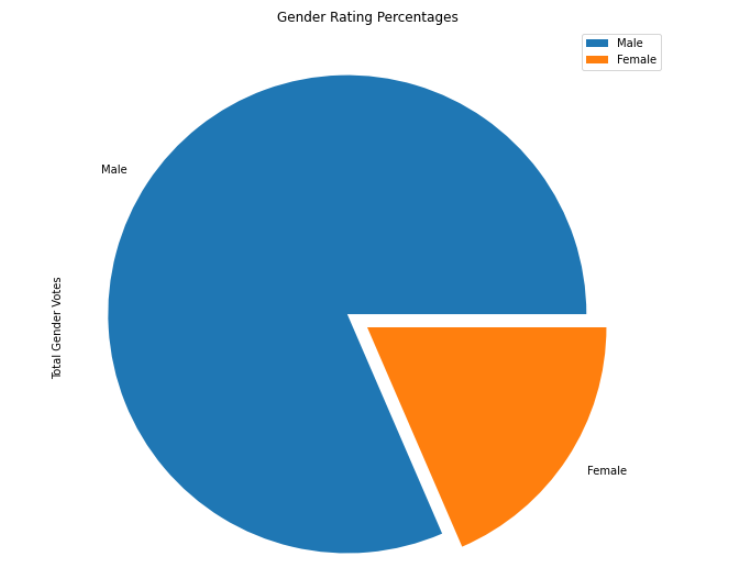 Gender Rating Percentages
Male
Female
Male
Total Gender Votes
Female